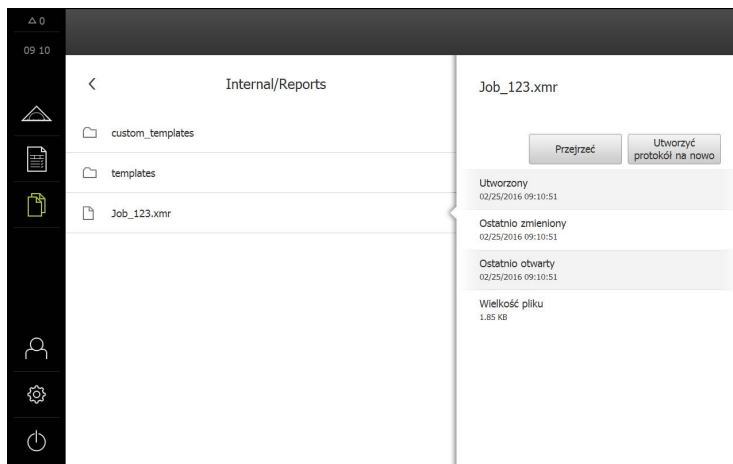 △ 0
09 10
Internal/Reports
custom_templates
templates
Job_123.xmr
Job_123.xmr
Przejrzeć
Utworzyć
protokół na nowo
Utworzony
02/25/2016 09:10:51
Ostatnio zmieniony
02/25/2016 09:10:51
Ostatnio otwarty
02/25/2016 09:10:51
Wielkość pliku
1.85 KB